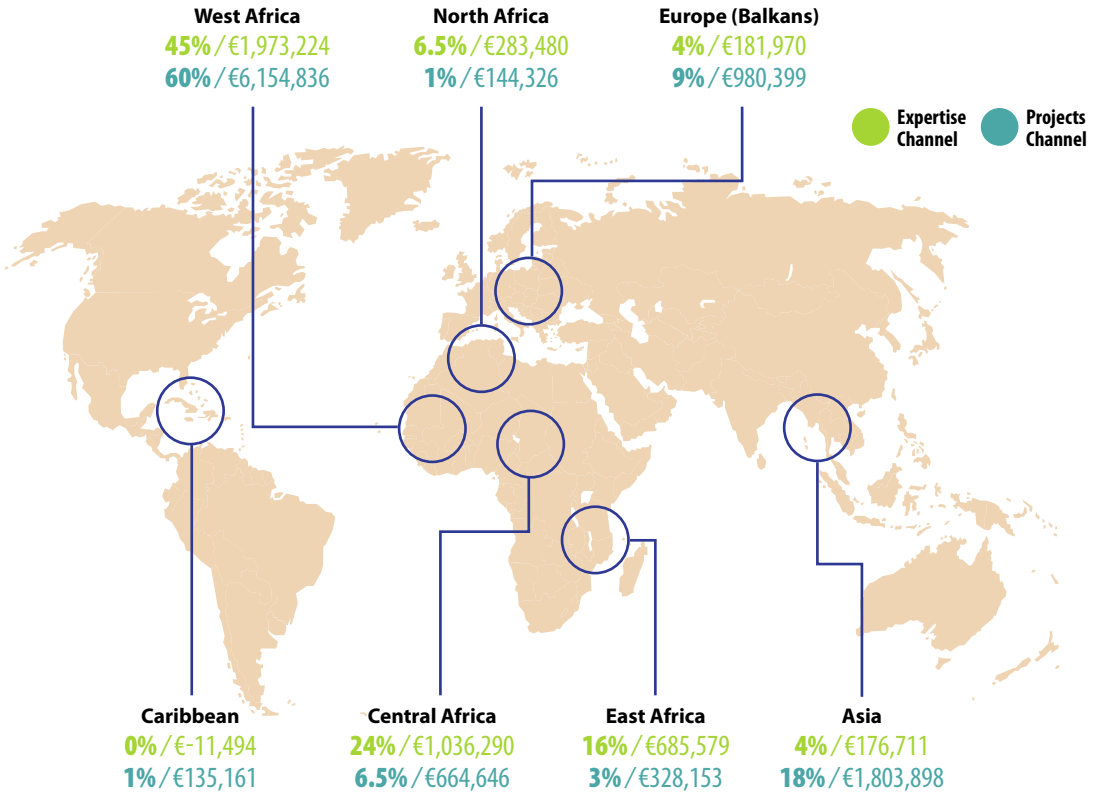 West Africa
45% / €1,973,224
60% / €6,154,836
North Africa
6.5% / €283,480
1% / €144,326
Europe (Balkans)
4% / €181,970
9% / €980,399
Expertise
Channel
Projects
Channel
Caribbean
0% / €-11,494
1% / €135,161
Central Africa
24% / €1,036,290
6.5% / €664,646
East Africa
16% / €685,579
3% / €328,153
Asia
4% / €176,711
18% / €1,803,898